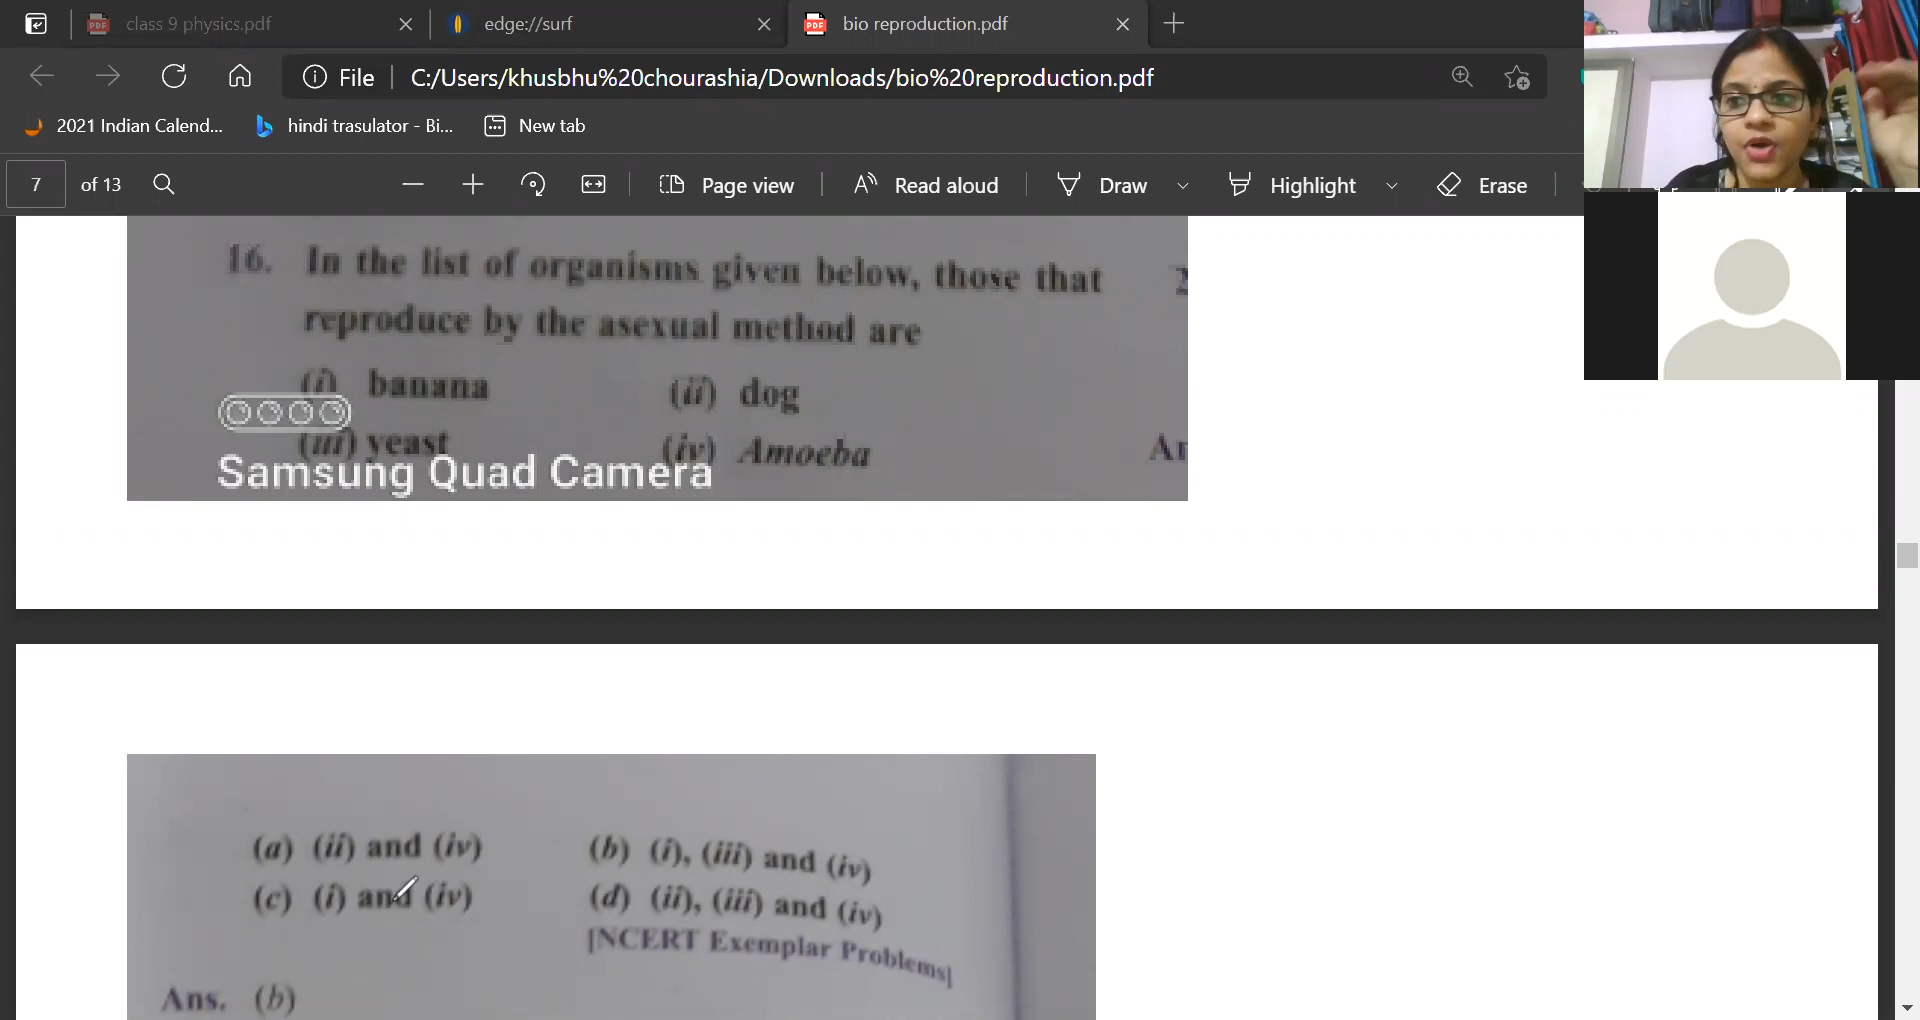 class 9 physics.pdf
edge://surf
bio reproduction.pdf
File
C:/Users/khusbhu%20chourashia/Downloads/bio%20reproduction.pdf
2021 Indian Calend...
hindi trasulator - Bi...
New tab
7 of 13
Page view
Read aloud
Draw
Highlight
Erase
16. In the list of organisms given below, those that
reproduce by the asexual method are
(i) banana (ii) dog
(iii) yeast (iv) Amoeba
Samsung Quad Camera
(a) (ii) and (iv) (b) (i), (iii) and (iv)
(c) (i) and (iv) (d) (ii), (iii) and (iv)
[NCERT Exemplar Problems]
Ans. (b)